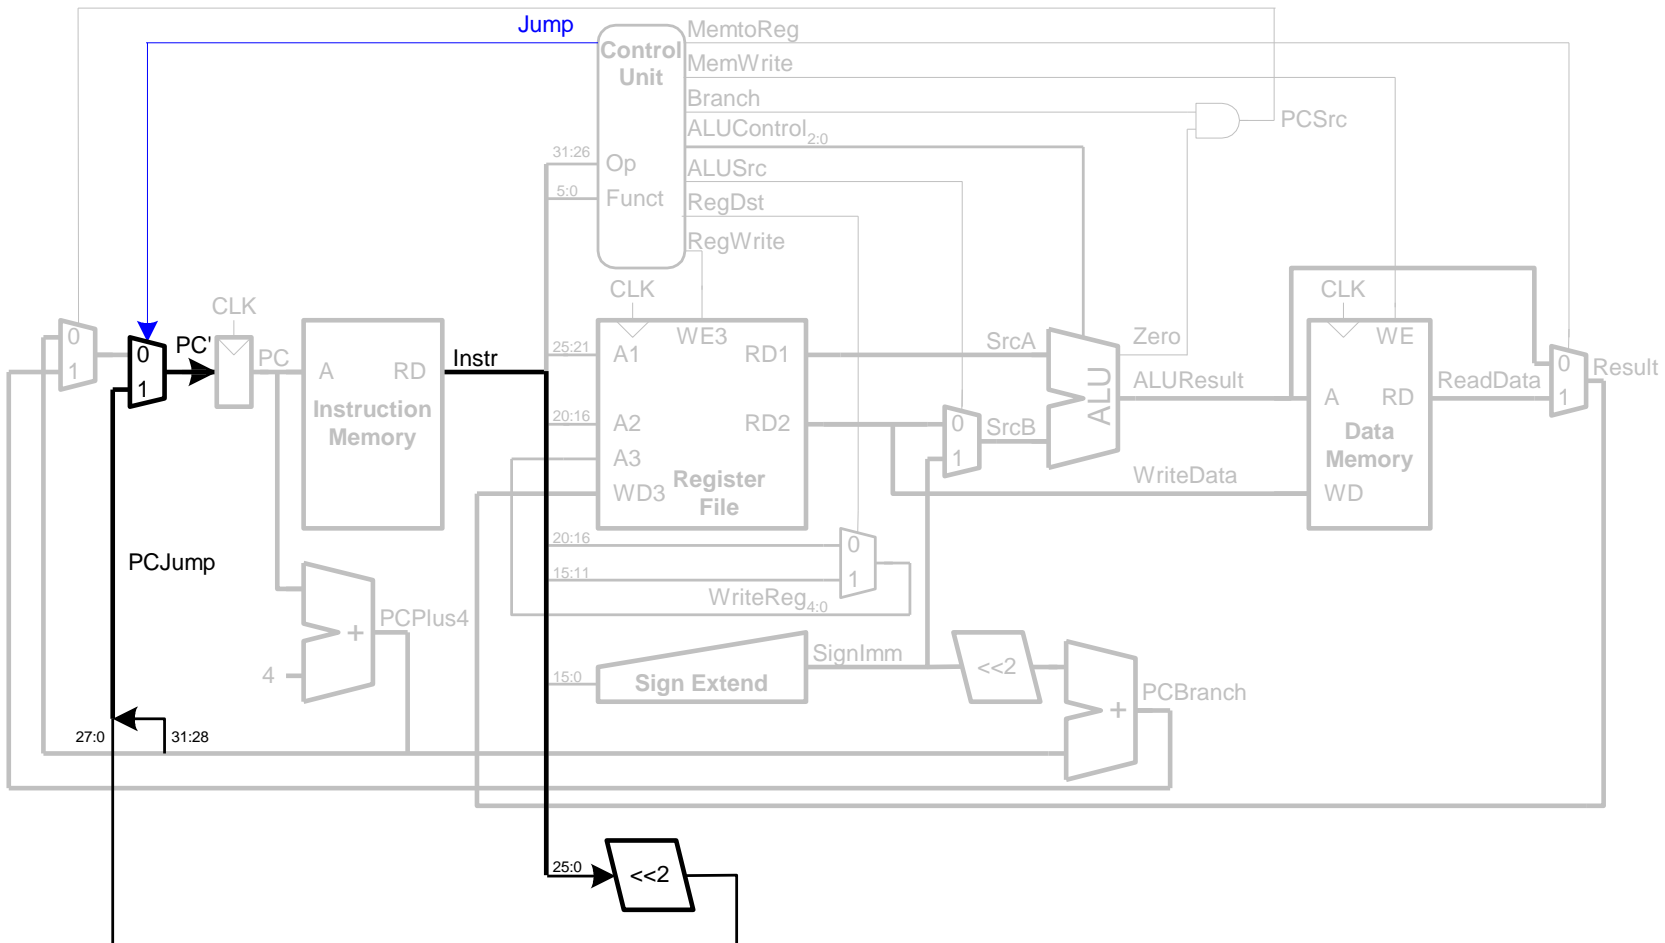 Jump
Control
Unit
MemtoReg
MemWrite
Branch
ALUControl2:0
ALUSrc
RegDst
RegWrite
PCSrc
31:26
Op
5:0
Funct
CLK
0
1
0
1
PC'
PC
A
RD
Instruction
Memory
Instr
CLK
25:21
A1
WE3
RD1
20:16
A2
RD2
A3
WD3
Register
File
SrcA
0
1
SrcB
ALU
Zero
ALUResult
WriteData
CLK
WE
A
RD
Data
Memory
WD
ReadData
0
1
Result
20:16
0
15:11
1
WriteReg4:0
PCJump
+
PCPlus4
4
15:0
Sign Extend
SignImm
<<2
+
PCBranch
27:0
31:28
25:0
<<2